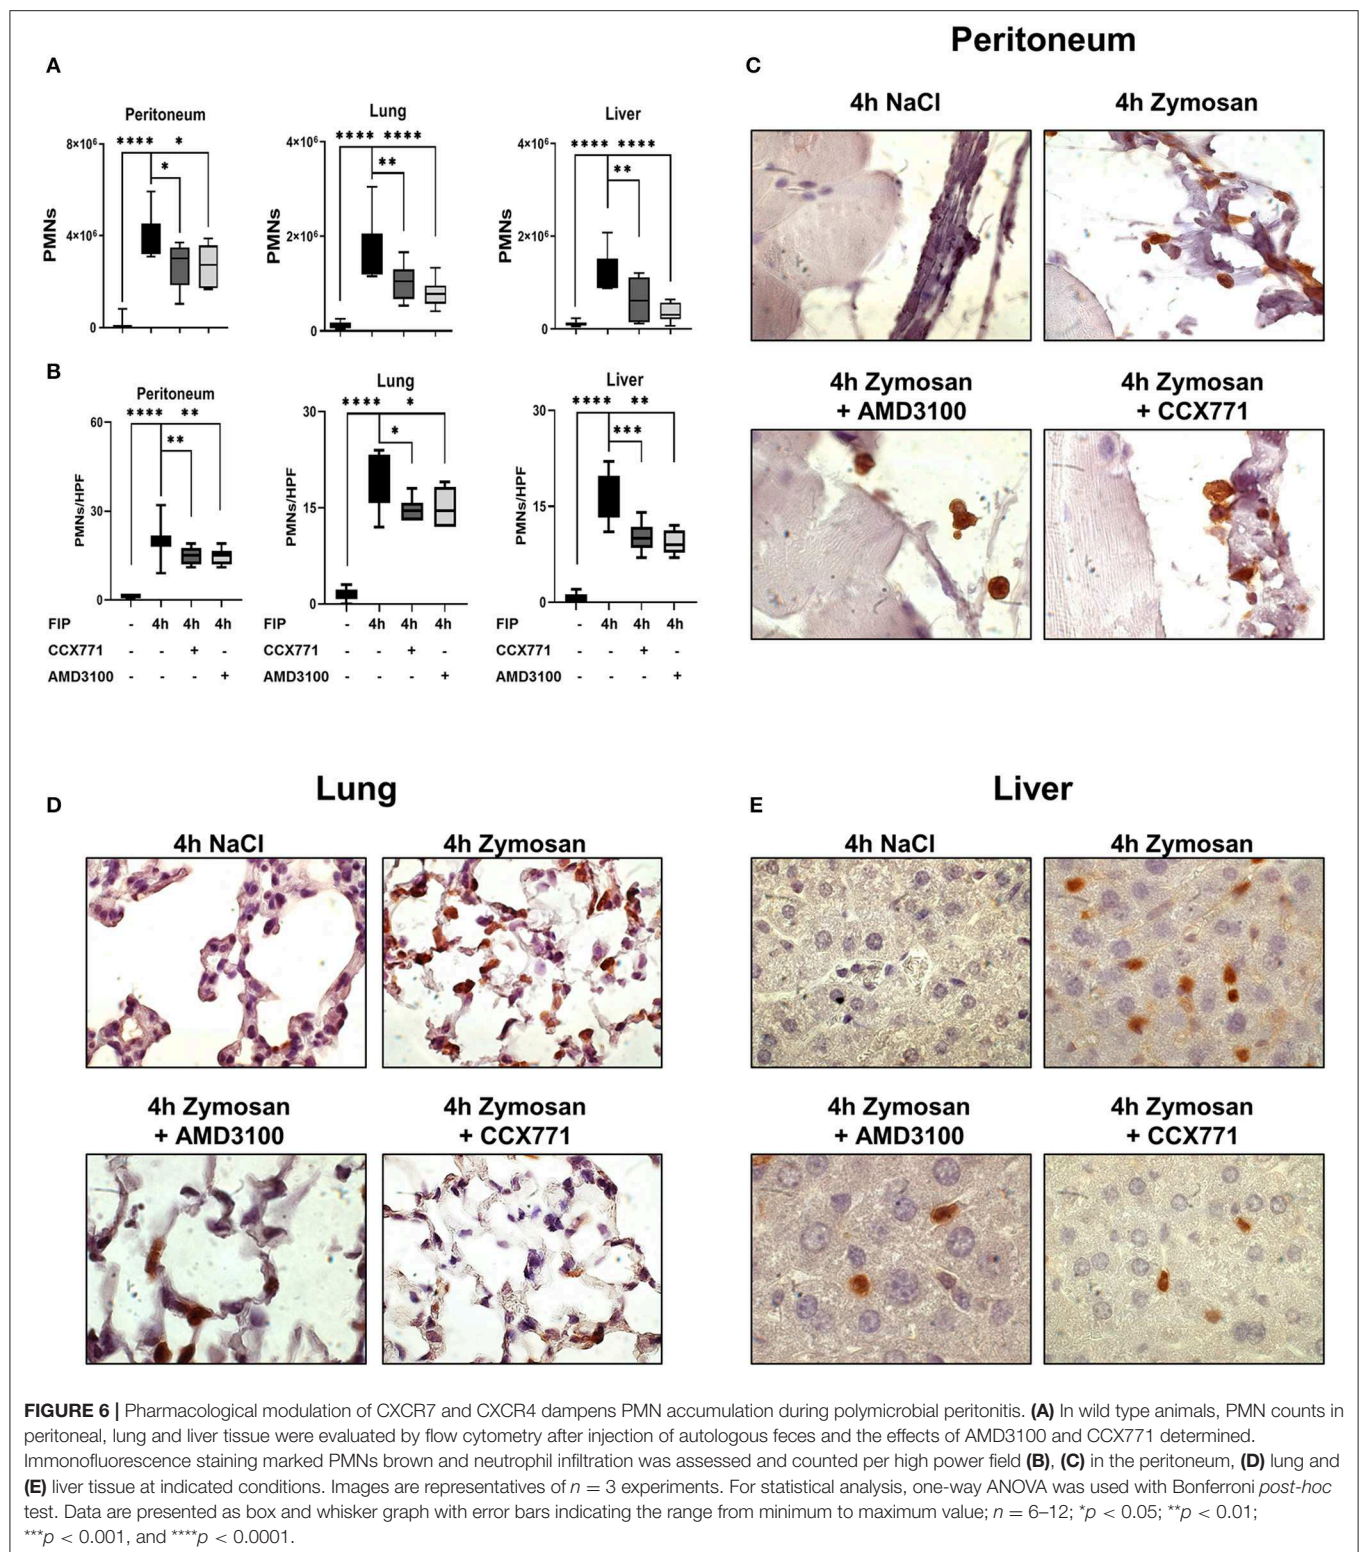 A
Peritoneum
8×10⁶
4×10⁶
0
PMNs
**** *
*
Lung
4×10⁶
2×10⁶
0
PMNs
**** ****
**
Liver
4×10⁶
2×10⁶
0
PMNs
**** ****
**
B
Peritoneum
60
30
0
PMNs/HPF
**** **
**
Lung
30
15
0
PMNs/HPF
**** *
*
Liver
30
15
0
PMNs/HPF
**** **
***
FIP - 4h 4h 4h
CCX771 - - + -
AMD3100 - - - +
FIP - 4h 4h 4h
CCX771 - - + -
AMD3100 - - - +
FIP - 4h 4h 4h
CCX771 - - + -
AMD3100 - - - +
Peritoneum
C
4h NaCl
4h Zymosan
4h Zymosan
+ AMD3100
4h Zymosan
+ CCX771
Lung
D
4h NaCl
4h Zymosan
4h Zymosan
+ AMD3100
4h Zymosan
+ CCX771
Liver
E
4h NaCl
4h Zymosan
4h Zymosan
+ AMD3100
4h Zymosan
+ CCX771
FIGURE 6 | Pharmacological modulation of CXCR7 and CXCR4 dampens PMN accumulation during polymicrobial peritonitis. (A) In wild type animals, PMN counts in
peritoneal, lung and liver tissue were evaluated by flow cytometry after injection of autologous feces and the effects of AMD3100 and CCX771 determined.
Immonofluorescence staining marked PMNs brown and neutrophil infiltration was assessed and counted per high power field (B), (C) in the peritoneum, (D) lung and
(E) liver tissue at indicated conditions. Images are representatives of n = 3 experiments. For statistical analysis, one-way ANOVA was used with Bonferroni post-hoc
test. Data are presented as box and whisker graph with error bars indicating the range from minimum to maximum value; n = 6–12; *p < 0.05; **p < 0.01;
***p < 0.001, and ****p < 0.0001.